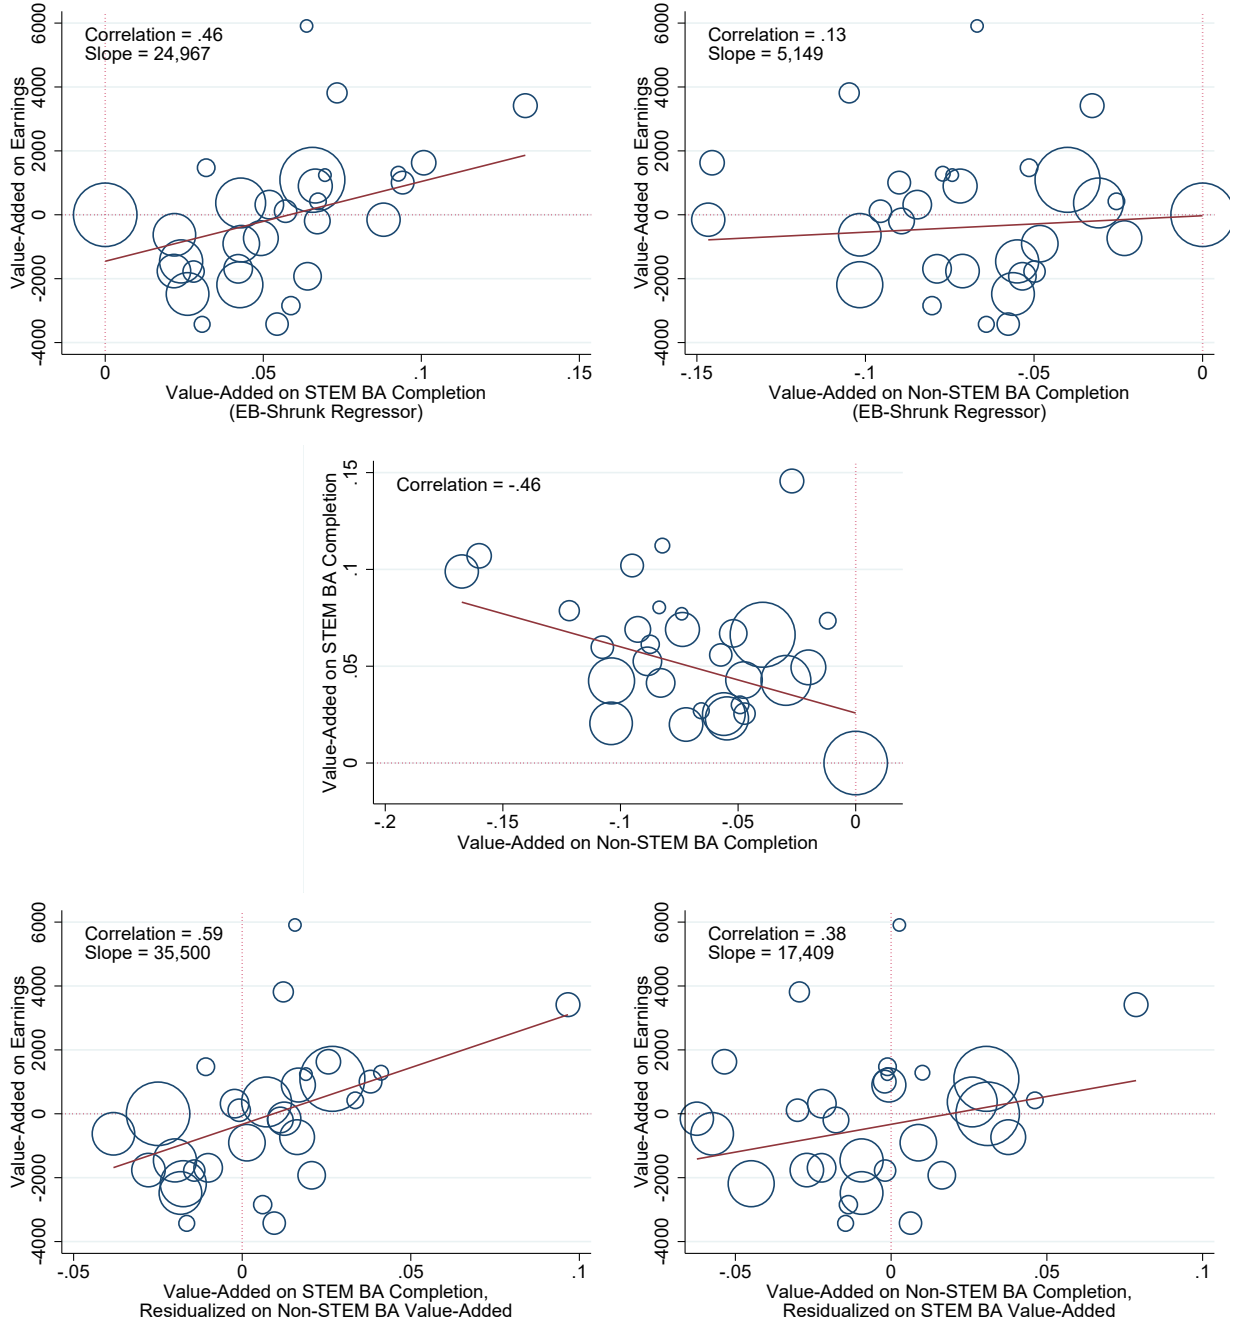 Correlation = .46
Slope = 24,967
Value-Added on Earnings
6000
4000
2000
0
-2000
-4000
0 .05 .1 .15
Value-Added on STEM BA Completion
(EB-Shrunk Regressor)
Correlation = .13
Slope = 5,149
Value-Added on Earnings
6000
4000
2000
0
-2000
-4000
-.15 -.1 -.05 0
Value-Added on Non-STEM BA Completion
(EB-Shrunk Regressor)
Correlation = -.46
Value-Added on STEM BA Completion
.15
.1
.05
0
-.2 -.15 -.1 -.05 0
Value-Added on Non-STEM BA Completion
Correlation = .59
Slope = 35,500
Value-Added on Earnings
6000
4000
2000
0
-2000
-4000
-.05 0 .05 .1
Value-Added on STEM BA Completion,
Residualized on Non-STEM BA Value-Added
Correlation = .38
Slope = 17,409
Value-Added on Earnings
6000
4000
2000
0
-2000
-4000
-.05 0 .05 .1
Value-Added on Non-STEM BA Completion,
Residualized on STEM BA Value-Added